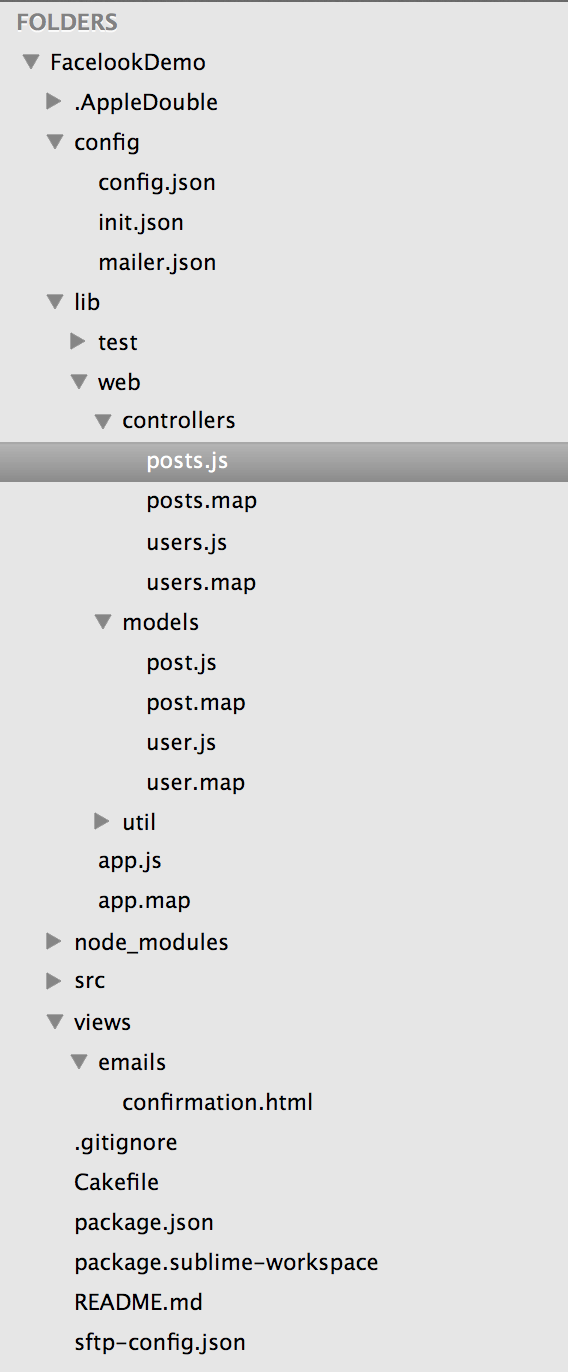 FOLDERS
FacelookDemo
.AppleDouble
config
config.json
init.json
mailer.json
lib
test
web
controllers
posts.js
posts.map
users.js
users.map
models
post.js
post.map
user.js
user.map
util
app.js
app.map
node_modules
src
views
emails
confirmation.html
.gitignore
Cakefile
package.json
package.sublime-workspace
README.md
sftp-config.json